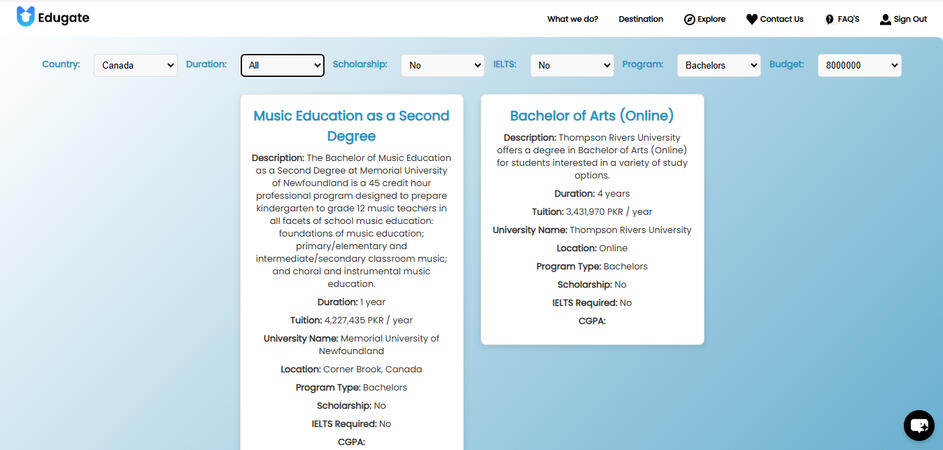 Edugate
What we do? Destination Explore Contact Us FAQ'S Sign Out
Country: Canada Duration: All Scholarship: No IELTS: No Program: Bachelors Budget: 8000000
Music Education as a Second
Degree
Description: The Bachelor of Music Education
as a Second Degree at Memorial University
of Newfoundland is a 45 credit hour
professional program designed to prepare
kindergarten to grade 12 music teachers in
all facets of school music education:
foundations of music education;
primary/elementary and
intermediate/secondary classroom music;
and choral and instrumental music
education.
Duration: 1 year
Tuition: 4,227,435 PKR / year
University Name: Memorial University of
Newfoundland
Location: Corner Brook, Canada
Program Type: Bachelors
Scholarship: No
IELTS Required: No
CGPA:
Bachelor of Arts (Online)
Description: Thompson Rivers University
offers a degree in Bachelor of Arts (Online)
for students interested in a variety of study
options.
Duration: 4 years
Tuition: 3,431,970 PKR / year
University Name: Thompson Rivers University
Location: Online
Program Type: Bachelors
Scholarship: No
IELTS Required: No
CGPA: